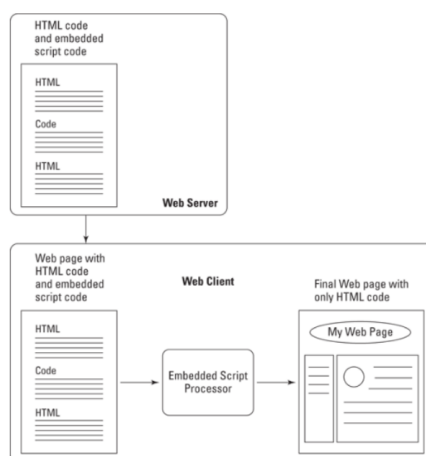 HTML code
and embedded
script code
HTML
Code
HTML
Web Server
Web page with
HTML code
and embedded
script code
Web Client
Final Web page with
only HTML code
HTML
Code
HTML
Embedded Script
Processor
My Web Page